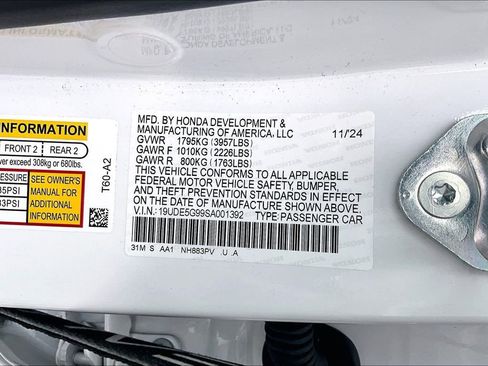 INFORMATION
FRONT 2 REAR 2
ver exceed 308kg or 680lbs.
PRESSURE
35PSI
33PSI
SEE OWNER'S
MANUAL FOR
ADDITIONAL
INFORMATION
T60-A2
MFD. BY HONDA DEVELOPMENT &
MANUFACTURING OF AMERICA, LLC 11/24
GVWR 1795KG (3957LBS)
GAWR F 1010KG (2226LBS)
GAWR R 800KG (1763LBS)
THIS VEHICLE CONFORMS TO ALL APPLICABLE
FEDERAL MOTOR VEHICLE SAFETY, BUMPER,
AND THEFT PREVENTION STANDARDS IN EFFECT
ON THE DATE OF MANUFACTURE SHOWN ABOVE.
V.I.N. 19UDE5G99SA001392 TYPE: PASSENGER CAR
31M S AA1 NH883PV .U .A